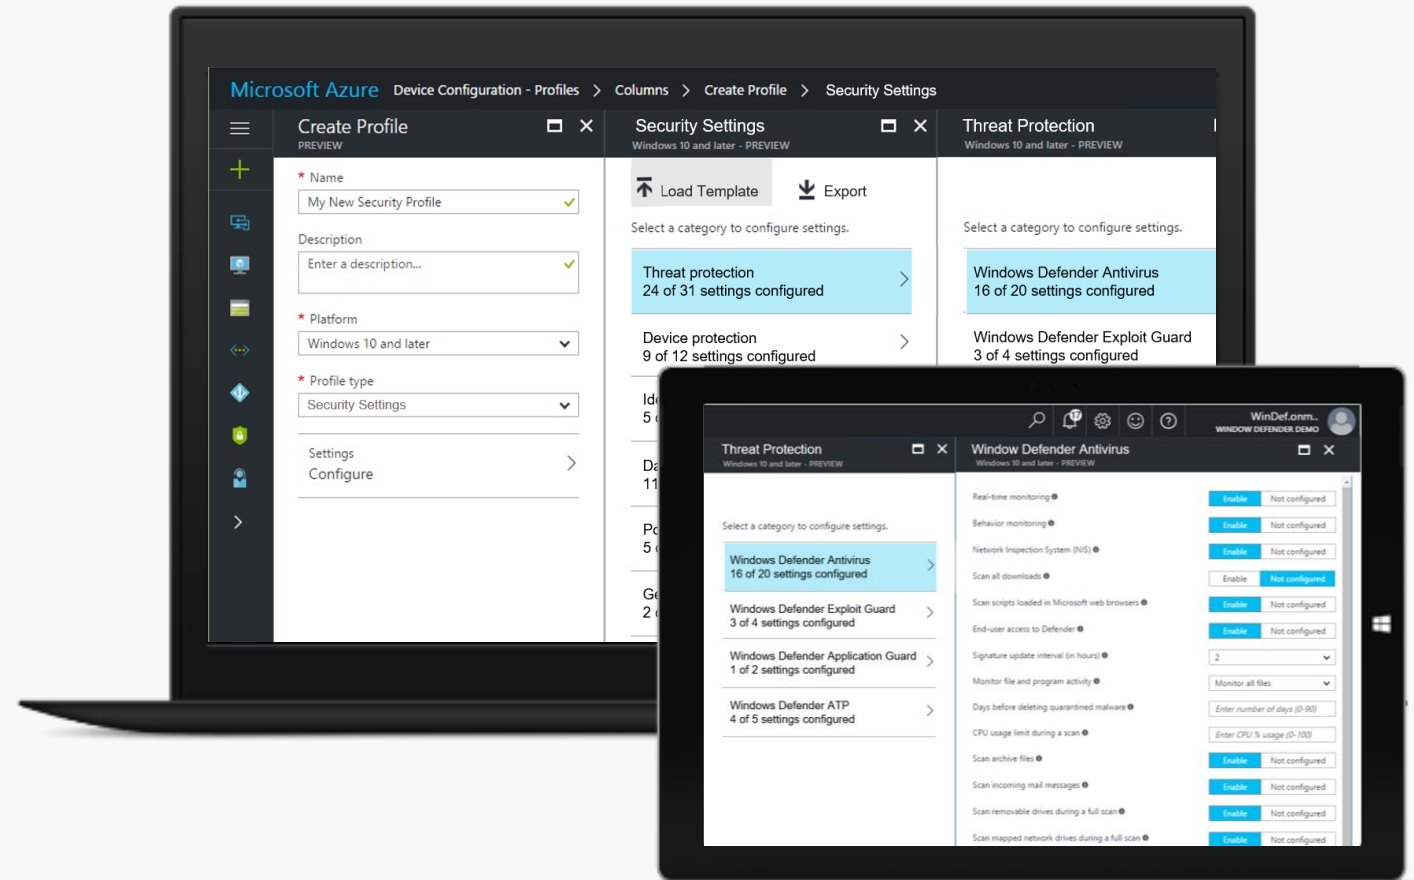 Microsoft Azure Device Configuration - Profiles > Columns > Create Profile > Security Settings
Create Profile
PREVIEW
* Name
My New Security Profile
Description
Enter a description...
* Platform
Windows 10 and later
* Profile type
Security Settings
Settings
Configure
Security Settings
Windows 10 and later - PREVIEW
Load Template Export
Select a category to configure settings.
Threat protection
24 of 31 settings configured
Device protection
9 of 12 settings configured
Threat Protection
Windows 10 and later - PREVIEW
Select a category to configure settings.
Windows Defender Antivirus
16 of 20 settings configured
Windows Defender Exploit Guard
3 of 4 settings configured
17
WinDef.onm..
WINDOW DEFENDER DEMO
Threat Protection
Windows 10 and later - PREVIEW
Select a category to configure settings.
Windows Defender Antivirus
16 of 20 settings configured
Windows Defender Exploit Guard
3 of 4 settings configured
Windows Defender Application Guard
1 of 2 settings configured
Windows Defender ATP
4 of 5 settings configured
Window Defender Antivirus
Windows 10 and later - PREVIEW
Real-time monitoring Enable Not configured
Behavior monitoring Enable Not configured
Network Inspection System (NIS) Enable Not configured
Scan all downloads Enable Not configured
Scan scripts loaded in Microsoft web browsers Enable Not configured
End-user access to Defender Enable Not configured
Signature update interval (in hours) 2
Monitor file and program activity Monitor all files
Days before deleting quarantined malware Enter number of days (0-90)
CPU usage limit during a scan Enter CPU % usage (0-100)
Scan archive files Enable Not configured
Scan incoming mail messages Enable Not configured
Scan removable drives during a full scan Enable Not configured
Scan mapped network drives during a full scan Enable Not configured